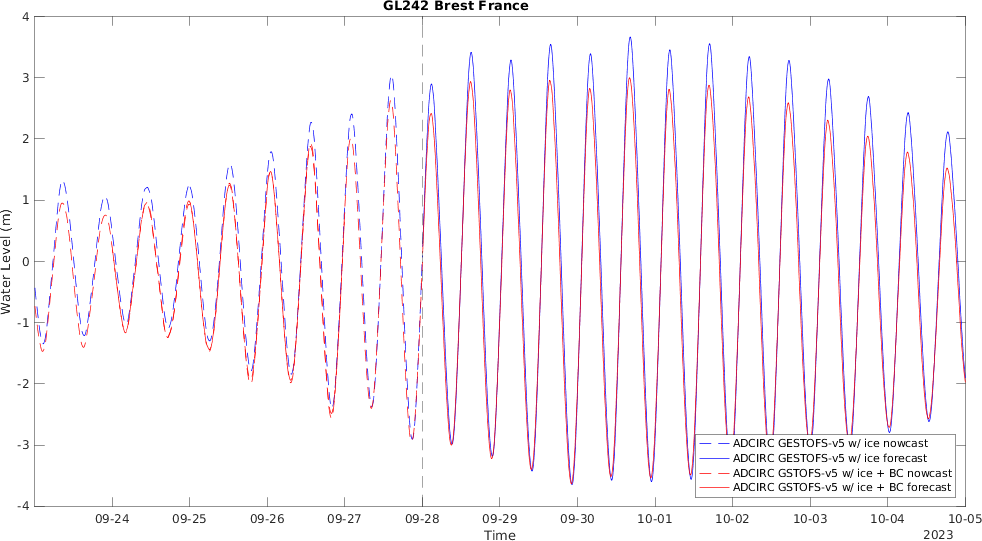 GL242 Brest France
4
3
2
1
0
-1
-2
-3
-4
Water Level (m)
ADCIRC GESTOFS-v5 w/ ice nowcast
ADCIRC GESTOFS-v5 w/ ice forecast
ADCIRC GSTOFS-v5 w/ ice + BC nowcast
ADCIRC GSTOFS-v5 w/ ice + BC forecast
09-24 09-25 09-26 09-27 09-28 09-29 09-30 10-01 10-02 10-03 10-04 10-05
Time
2023